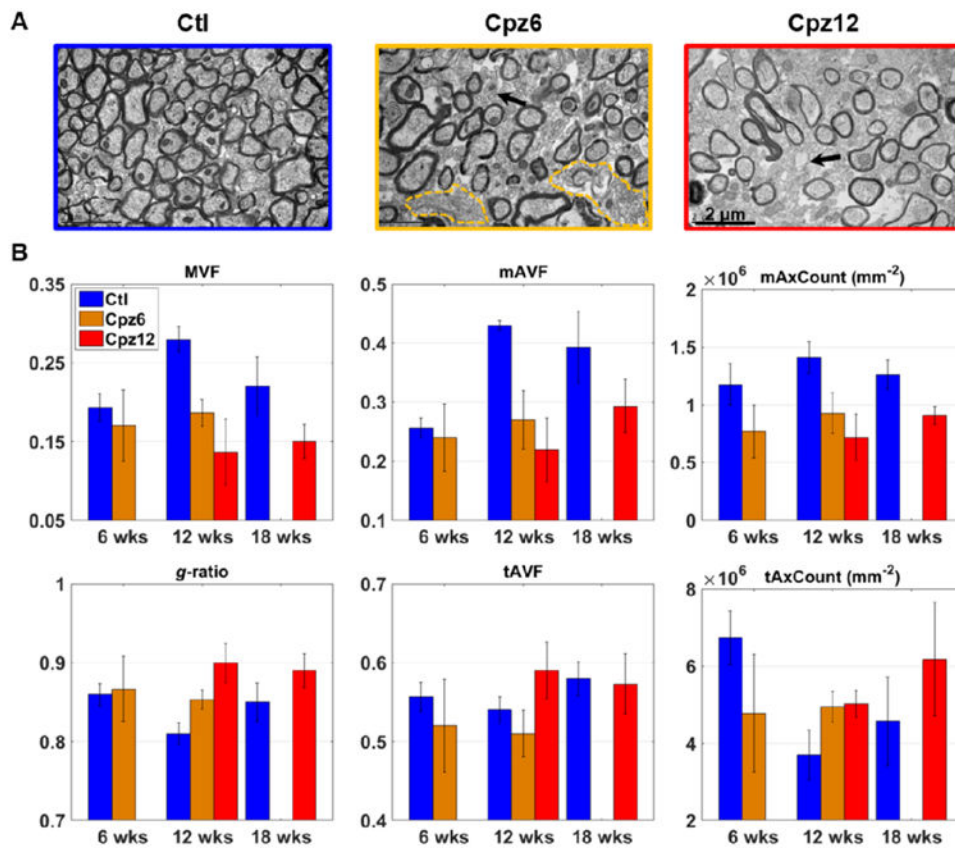 A
Ctl
Cpz6
Cpz12
2 μm
B
MVF
0.35
0.25
0.15
0.05
Ctl
Cpz6
Cpz12
6 wks 12 wks 18 wks
mAVF
0.5
0.4
0.3
0.2
0.1
6 wks 12 wks 18 wks
× 10⁶ mAxCount (mm⁻²)
2
1.5
1
0.5
0
6 wks 12 wks 18 wks
g-ratio
1
0.9
0.8
0.7
6 wks 12 wks 18 wks
tAVF
0.7
0.6
0.5
0.4
6 wks 12 wks 18 wks
× 10⁶ tAxCount (mm⁻²)
8
6
4
2
6 wks 12 wks 18 wks